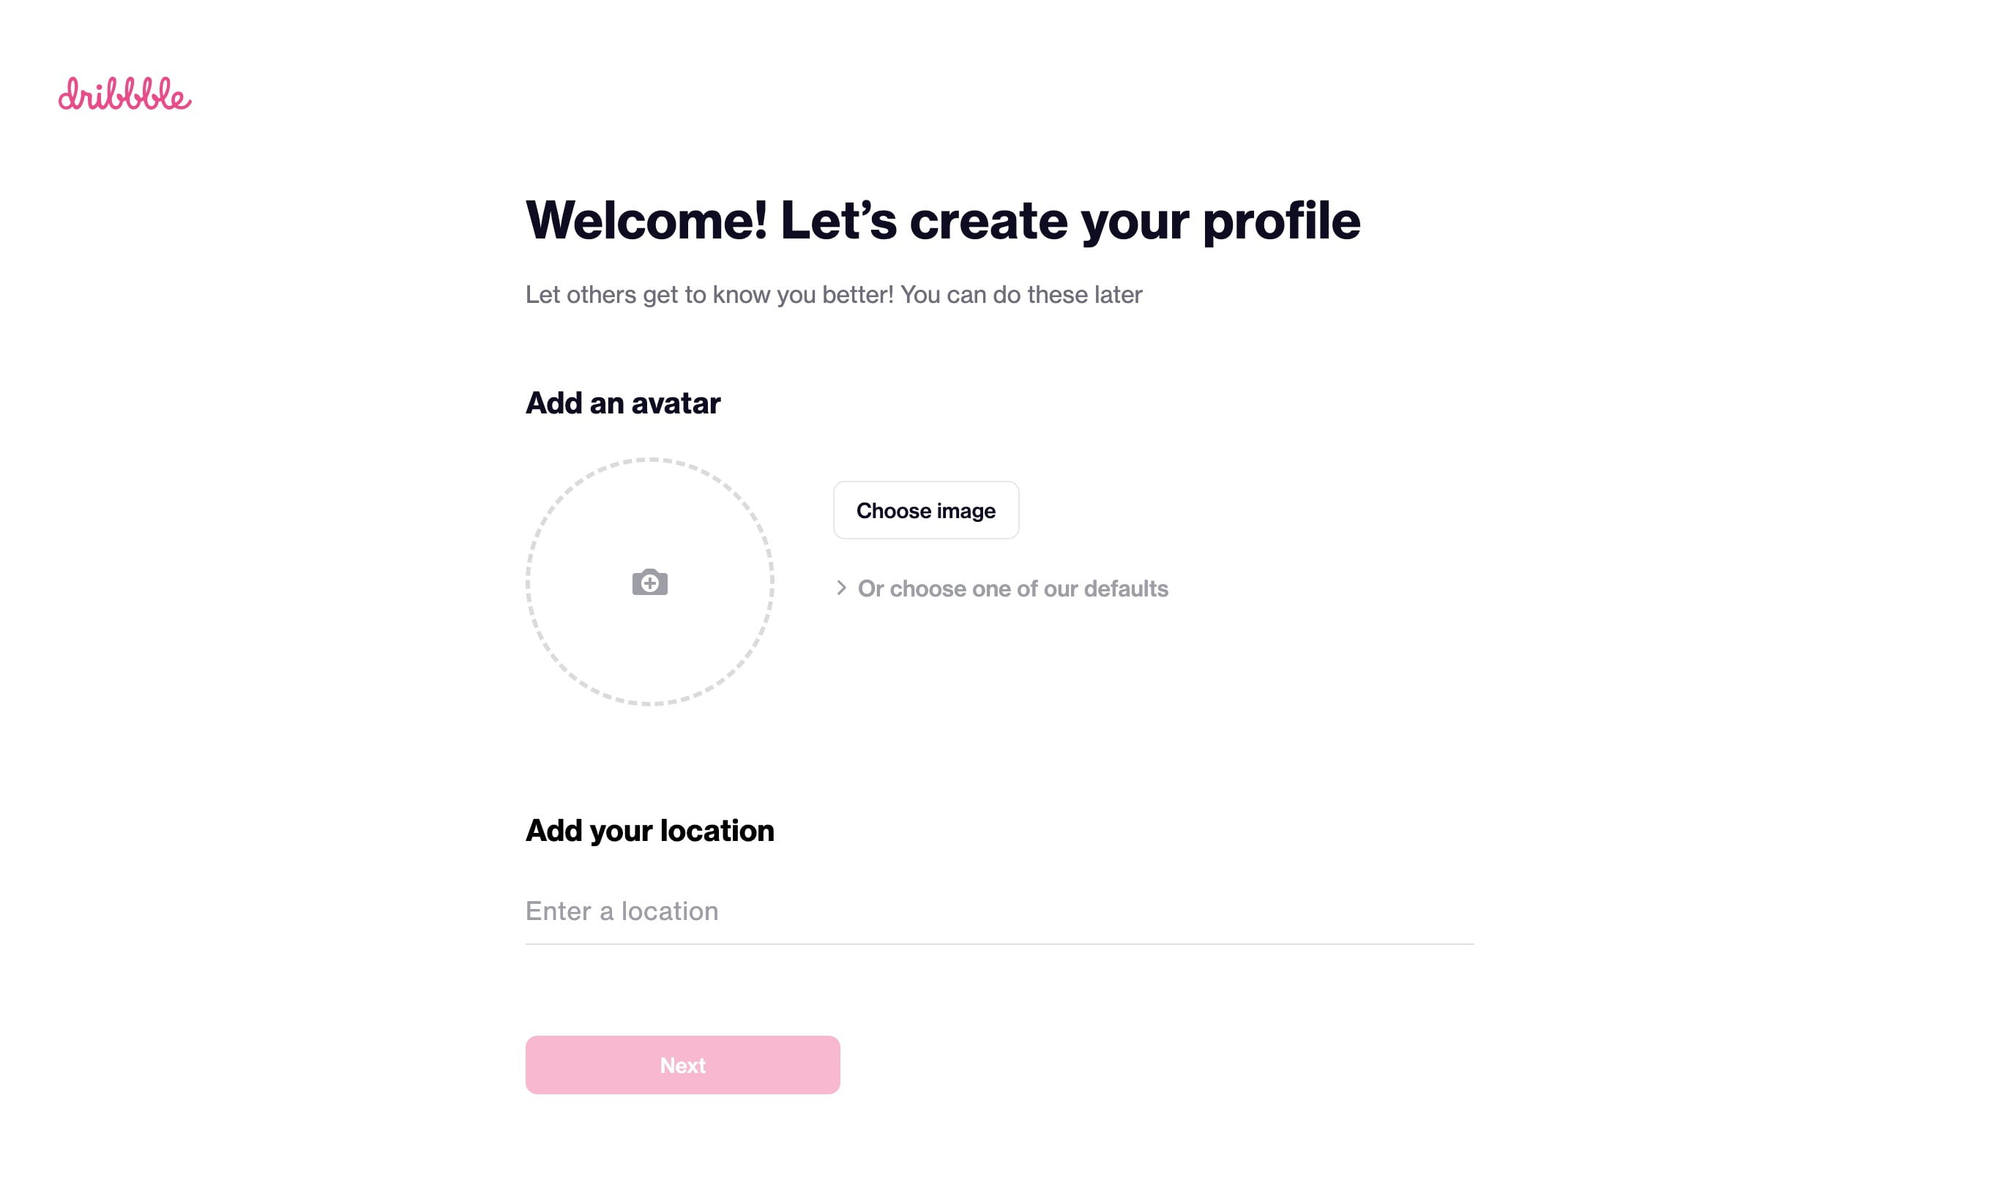 dribbble
Welcome! Let’s create your profile
Let others get to know you better! You can do these later
Add an avatar
Choose image
Or choose one of our defaults
Add your location
Enter a location
Next